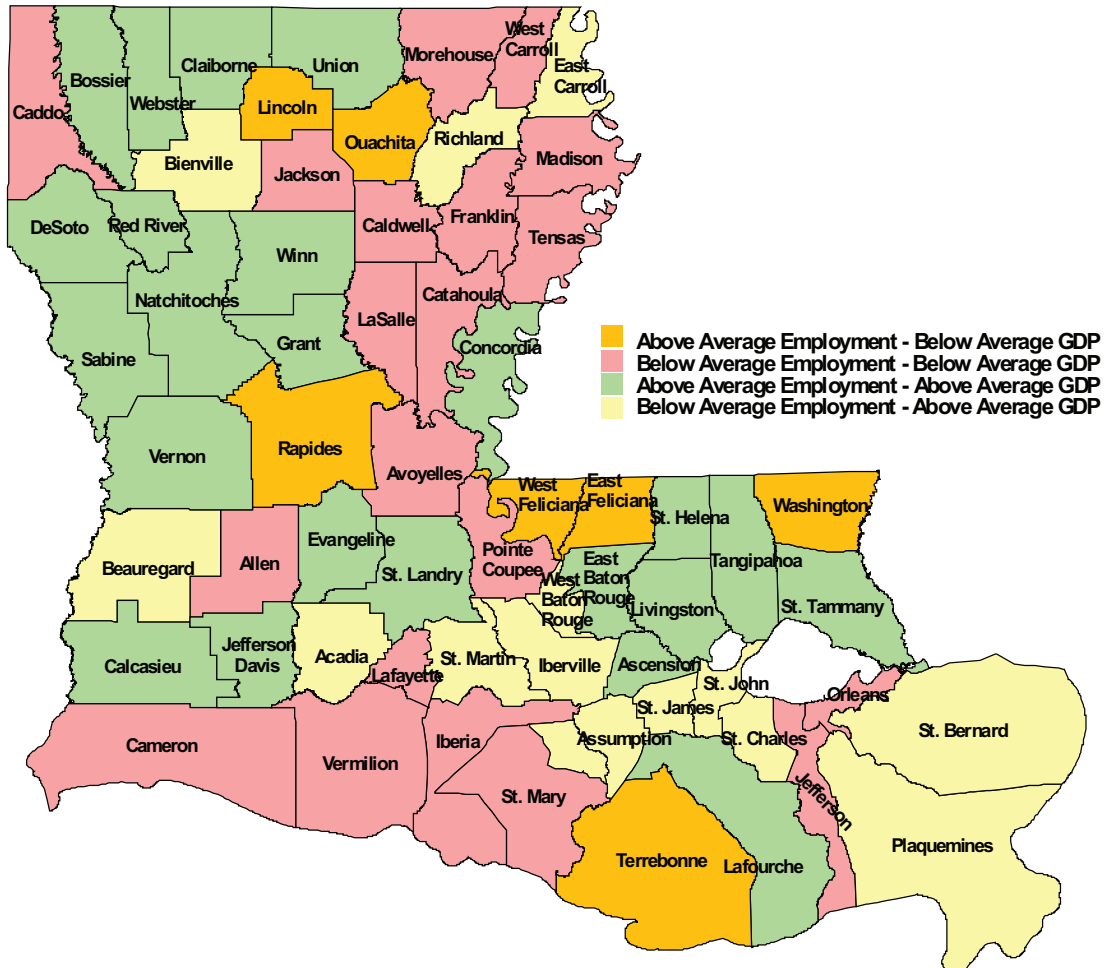 West
Carroll
Morehouse
Claiborne
Union
East
Carroll
Bossier
Webster
Caddo
Lincoln
Ouachita
Richland
Bienville
Jackson
Madison
DeSoto
Red River
Caldwell
Franklin
Tensas
Winn
Natchitoches
Catahoula
LaSalle
Grant
Concordia
Sabine
Above Average Employment - Below Average GDP
Below Average Employment - Below Average GDP
Above Average Employment - Above Average GDP
Below Average Employment - Above Average GDP
Vernon
Rapides
Avoyelles
West
Feliciana
East
Feliciana
St. Helena
Washington
Beauregard
Allen
Evangeline
St. Landry
Pointe
Coupee
West
Baton
Rouge
East
Baton
Rouge
Livingston
Tangipahoa
St. Tammany
Calcasieu
Jefferson
Davis
Acadia
Lafayette
St. Martin
Iberville
Ascension
St. John
Orleans
St. James
Cameron
Vermilion
Iberia
Assumption
St. Charles
St. Bernard
St. Mary
Jefferson
Plaquemines
Terrebonne
Lafourche